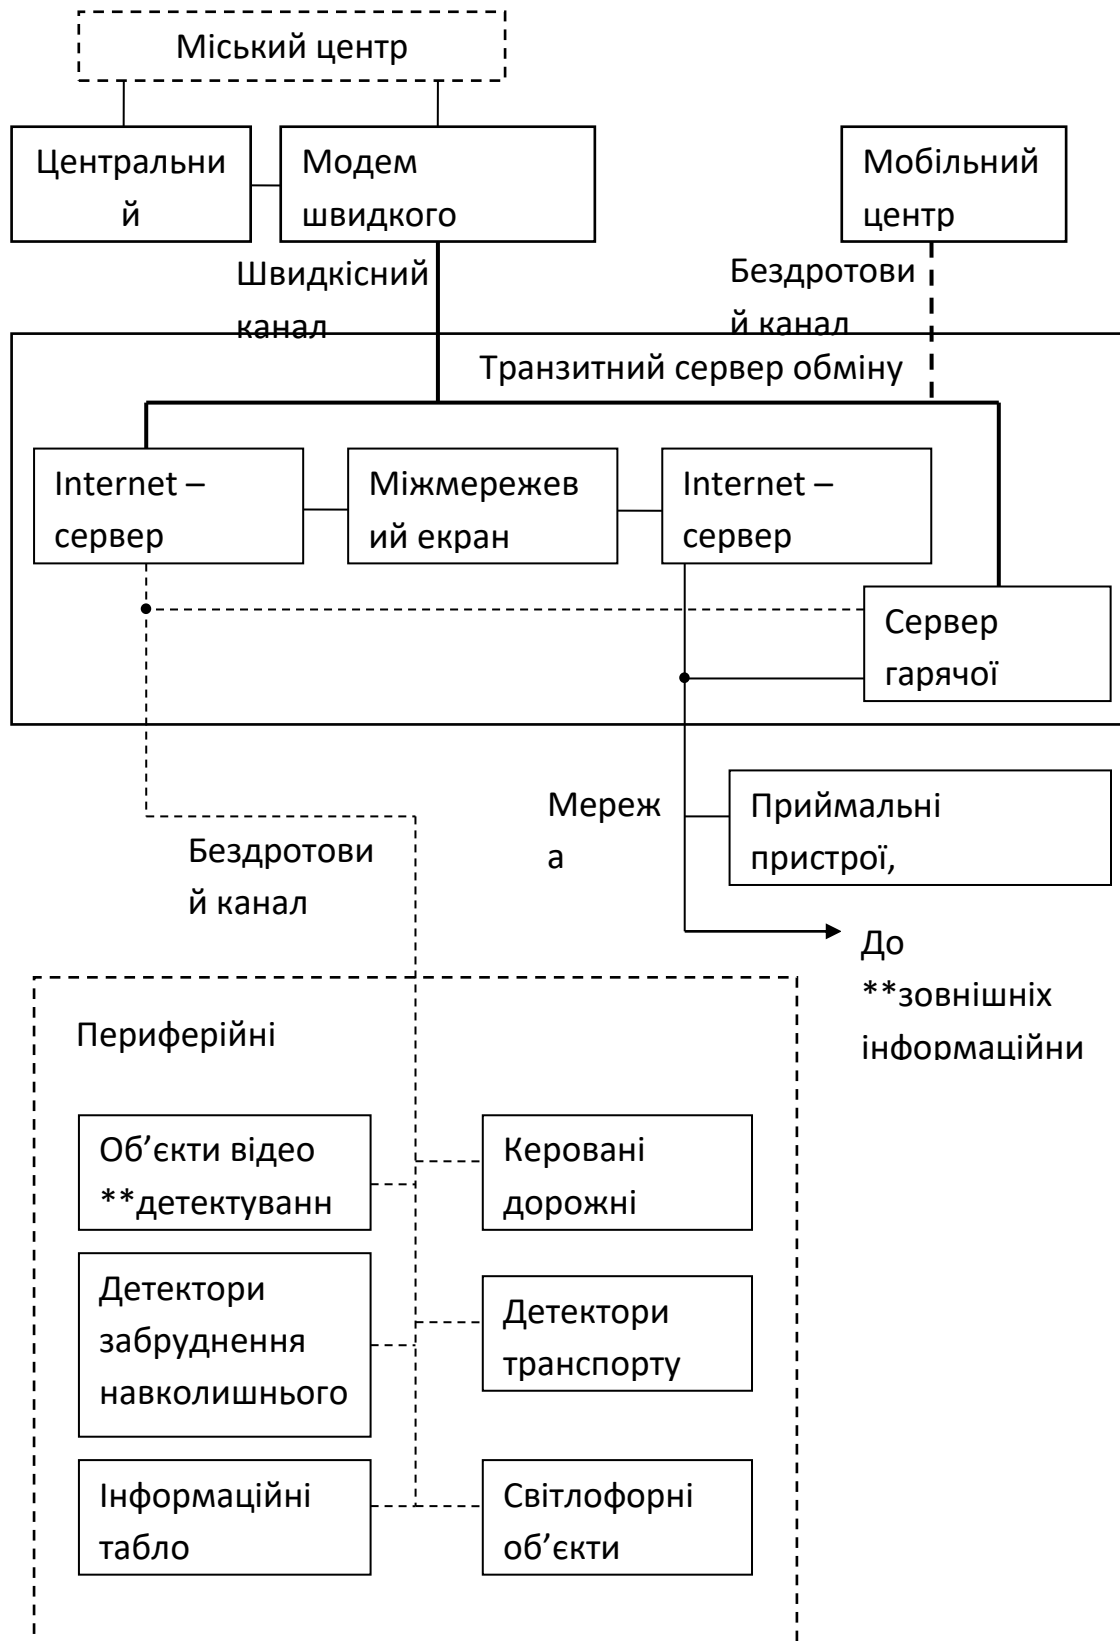 Міський центр
Центральни
й
Модем
швидкого
Мобільний
центр
Швидкісний
канал
Бездротови
й канал
Транзитний сервер обміну
Internet –
сервер
Міжмережев
ий екран
Internet –
сервер
Сервер
гарячої
Мереж
а
Приймальні
пристрої,
Бездротови
й канал
До
**зовнішніх
інформаційни
Периферійні
Об’єкти відео
**детектуванн
Керовані
дорожні
Детектори
забруднення
навколишнього
Детектори
транспорту
Інформаційні
табло
Світлофорні
об’єкти